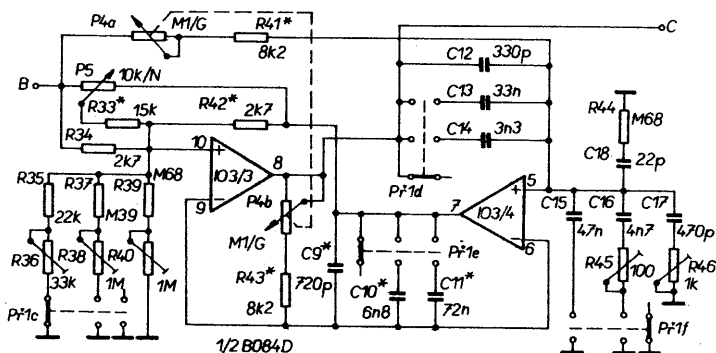 P4a
M1/G
R41*
8k2
C
C12
330p
B
P5
10k/N
C13
33n
R33*
15k
R42*
2k7
C14
3n3
R44
M68
R34
2k7
C18
22p
10
+
8
IO3/3
9
-
Př1d
R35
R37
R39
M68
22k
M39
P4b
M1/G
7
+
5
IO3/4
-
6
C15
C16
C17
47n
4n7
470p
R36
33k
R38
1M
R40
1M
C9*
720p
Př1e
R45
100
R46
1k
R43*
8k2
C10*
6n8
C11*
72n
Př1c
Př1f
1/2 B084D